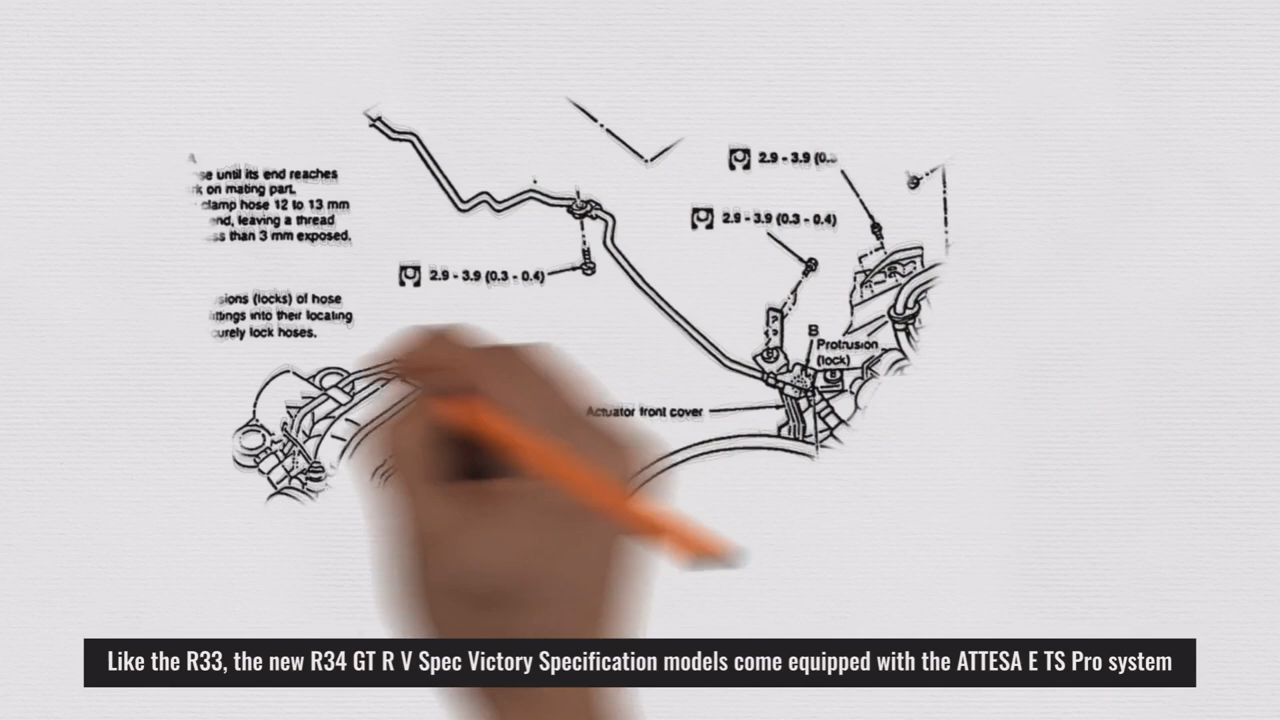 se until its end reaches
on mating part.
clamp hose 12 to 13 mm
end, leaving a thread
ss than 3 mm exposed.
sions (locks) of hose
ittings into their locating
curely lock hoses.
2.9 - 3.9 (0.3
2.9 - 3.9 (0.3 - 0.4)
2.9 - 3.9 (0.3 - 0.4)
B
Protrusion
(lock)
Actuator front cover
Like the R33, the new R34 GT R V Spec Victory Specification models come equipped with the ATTESA E TS Pro system